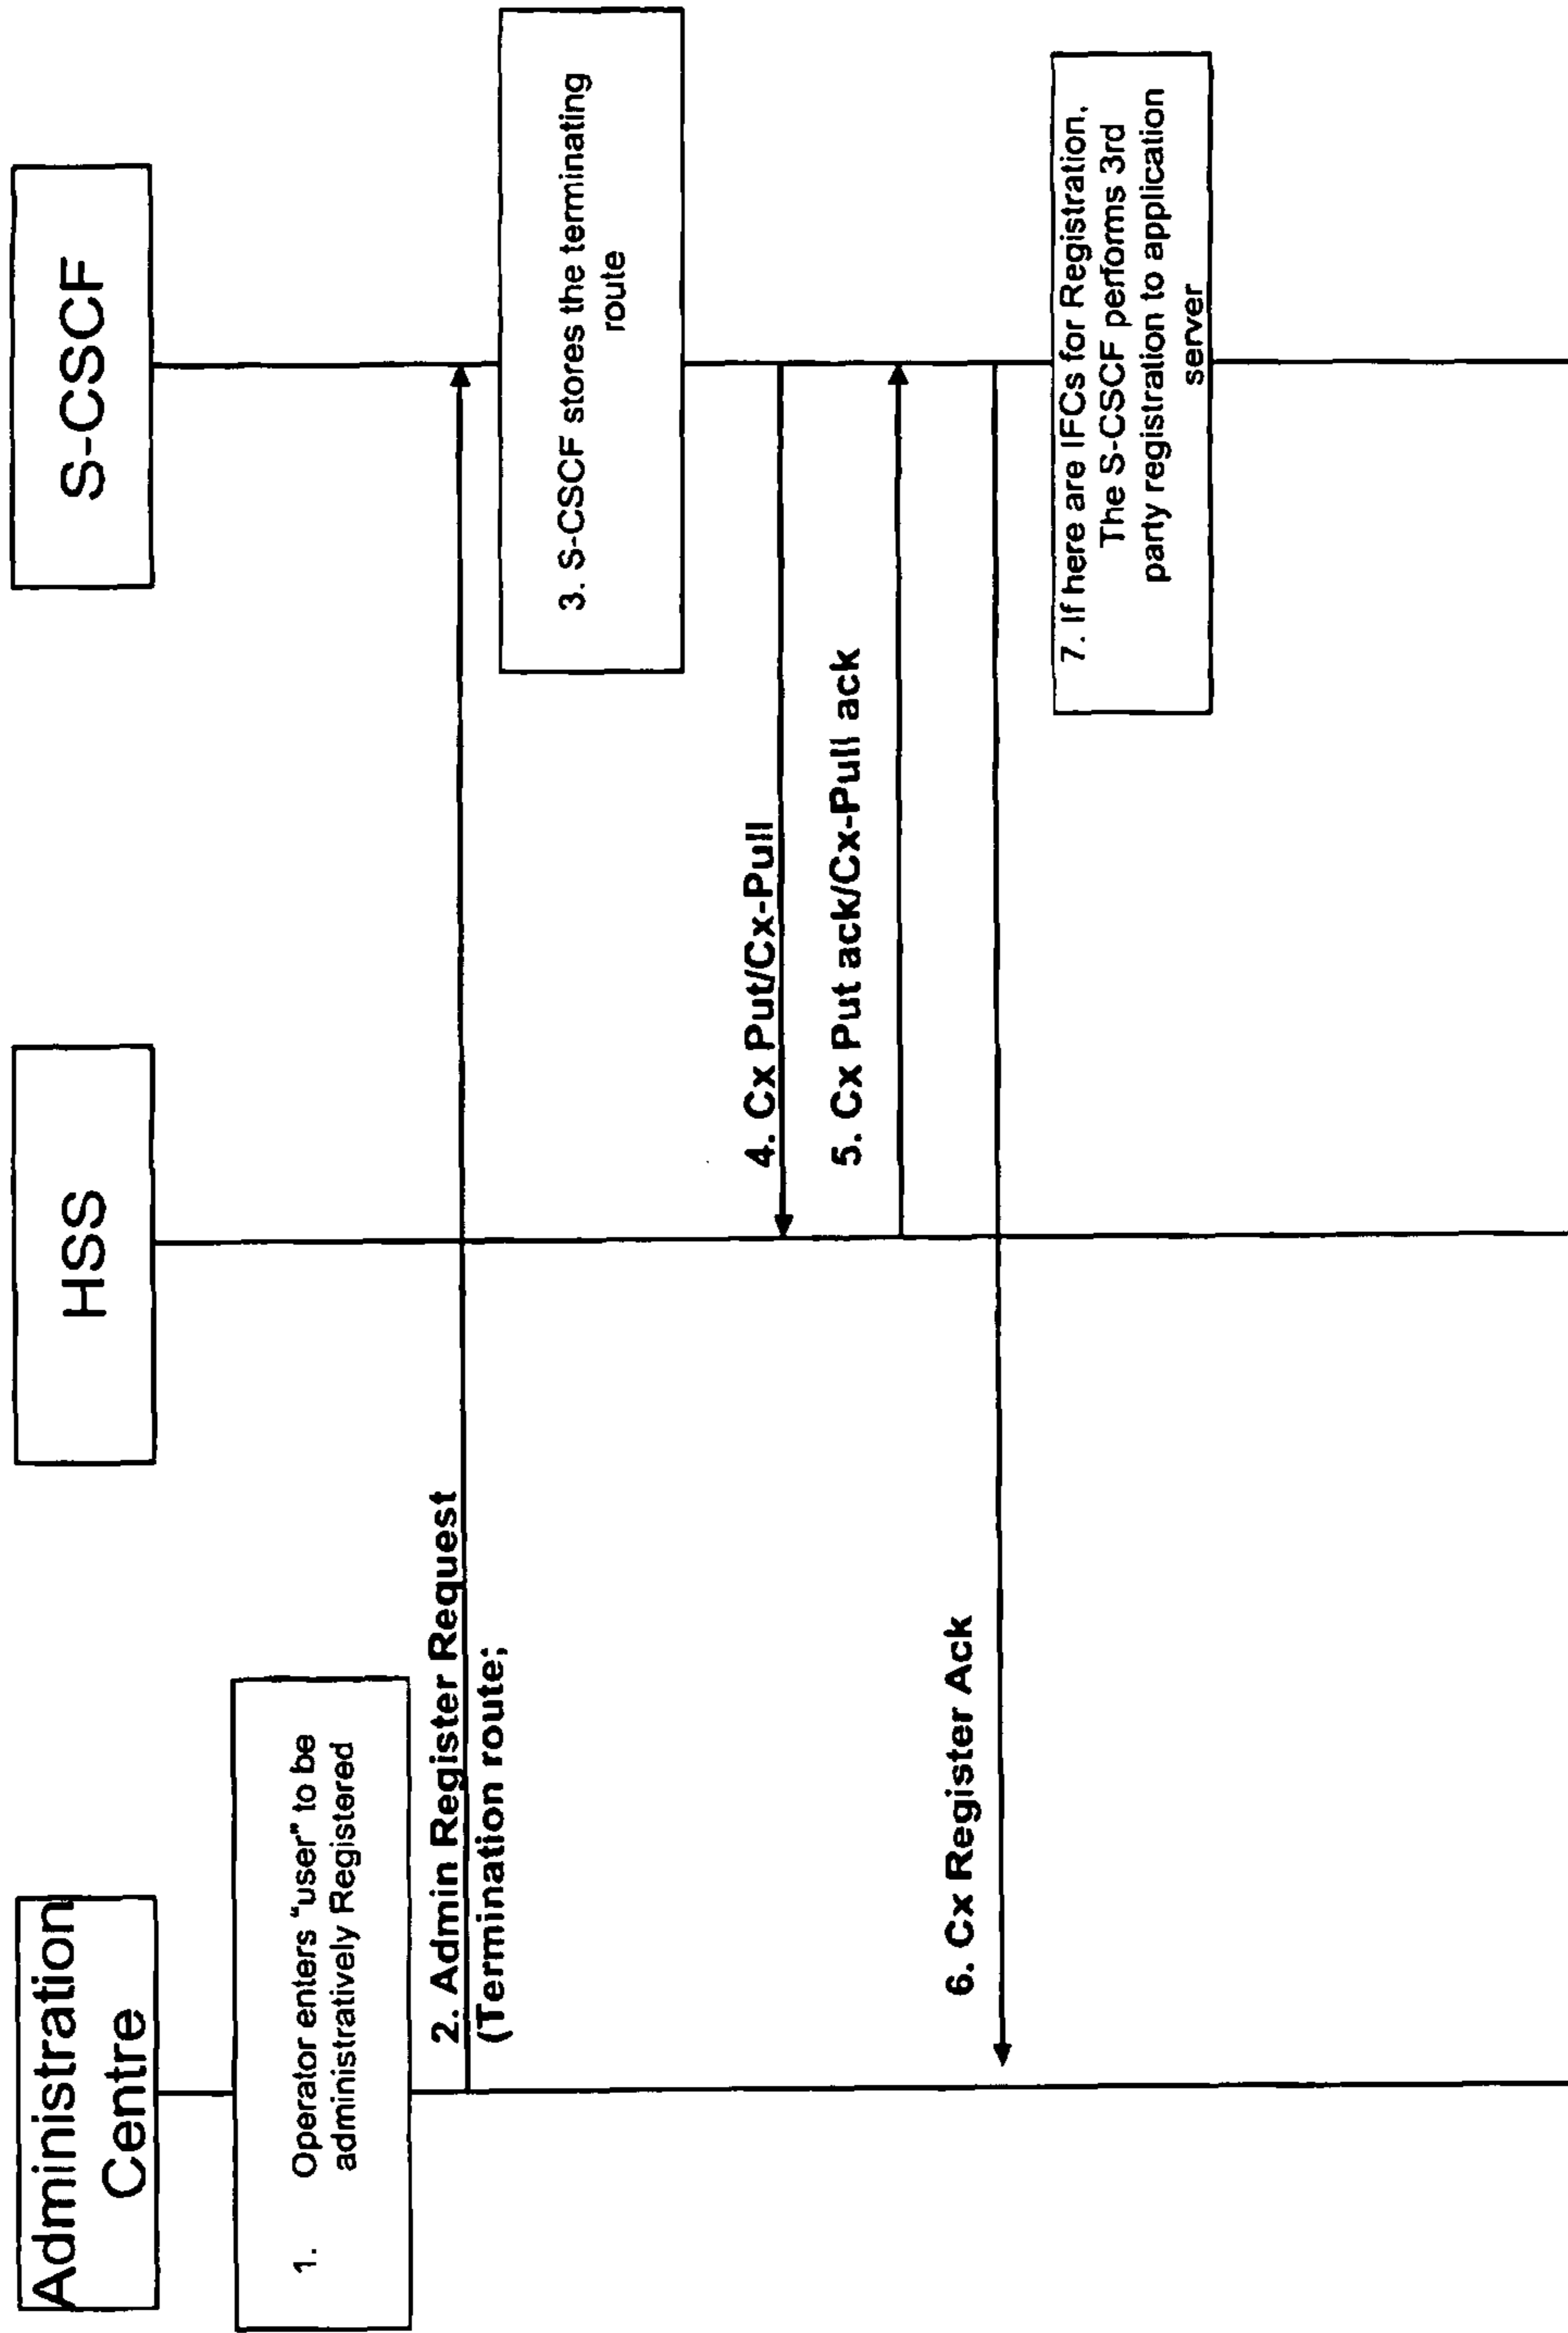 Administration
Centre
HSS
S-CSCF
1. Operator enters "user" to be
administratively Registered
2. Admin Register Request
(Termination route;
3. S-CSCF stores the terminating
route
4. Cx Put/Cx-Pull
5. Cx Put ack/Cx-Pull ack
6. Cx Register Ack
7. If here are IFCs for Registration.
The S-CSCF performs 3rd
party registration to application
server